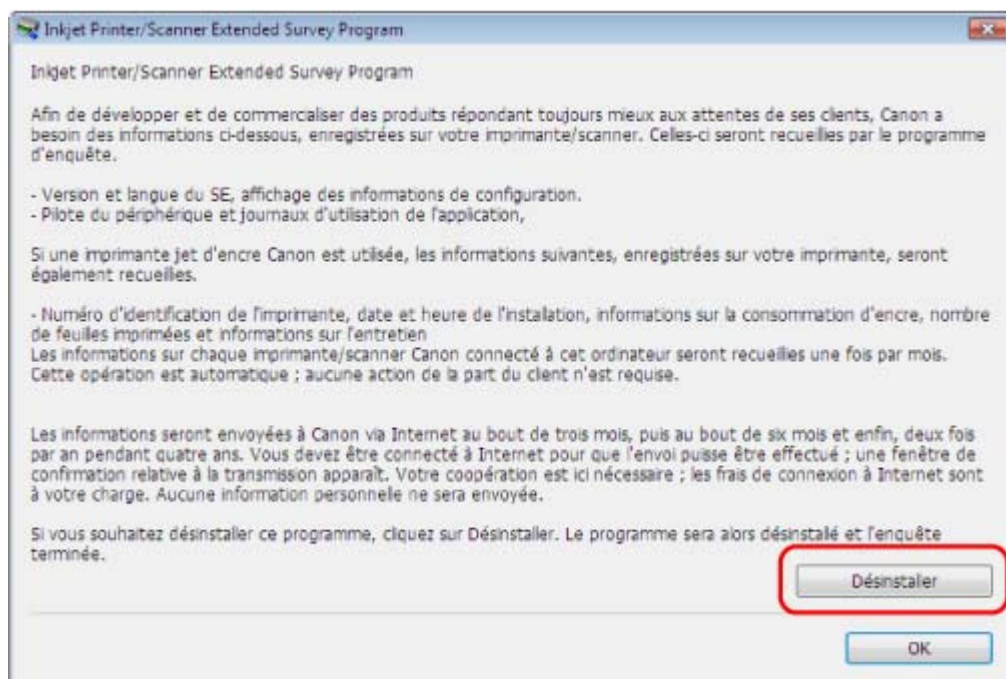 Inkjet Printer/Scanner Extended Survey Program
Inkjet Printer/Scanner Extended Survey Program
Afin de développer et de commercialiser des produits répondant toujours mieux aux attentes de ses clients, Canon a
besoin des informations ci-dessous, enregistrées sur votre imprimante/scanner. Celles-ci seront recueillies par le programme
d'enquête.
- Version et langue du SE, affichage des informations de configuration.
- Pilote du périphérique et journaux d'utilisation de l'application,
Si une imprimante jet d'encre Canon est utilisée, les informations suivantes, enregistrées sur votre imprimante, seront
également recueillies.
- Numéro d'identification de l'imprimante, date et heure de l'installation, informations sur la consommation d'encre, nombre
de feuilles imprimées et informations sur l'entretien
Les informations sur chaque imprimante/scanner Canon connecté à cet ordinateur seront recueillies une fois par mois.
Cette opération est automatique ; aucune action de la part du client n'est requise.
Les informations seront envoyées à Canon via Internet au bout de trois mois, puis au bout de six mois et enfin, deux fois
par an pendant quatre ans. Vous devez être connecté à Internet pour que l'envoi puisse être effectué ; une fenêtre de
confirmation relative à la transmission apparaît. Votre coopération est ici nécessaire ; les frais de connexion à Internet sont
à votre charge. Aucune information personnelle ne sera envoyée.
Si vous souhaitez désinstaller ce programme, cliquez sur Désinstaller. Le programme sera alors désinstallé et l'enquête
terminée.
Désinstaller
OK